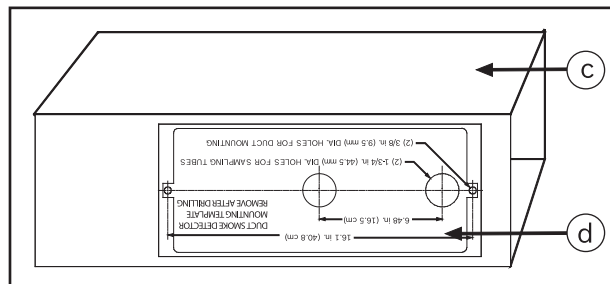 c
16.1 in. (40.8 cm)
DUCT SMOKE DETECTOR
MOUNTING TEMPLATE
REMOVE AFTER DRILLING
6.48 in. (16.5 cm)
(2) 1-3/4 in. (44.5 mm) DIA. HOLES FOR SAMPLING TUBES
(2) 3/8 in. (9.5 mm) DIA. HOLES FOR DUCT MOUNTING
d